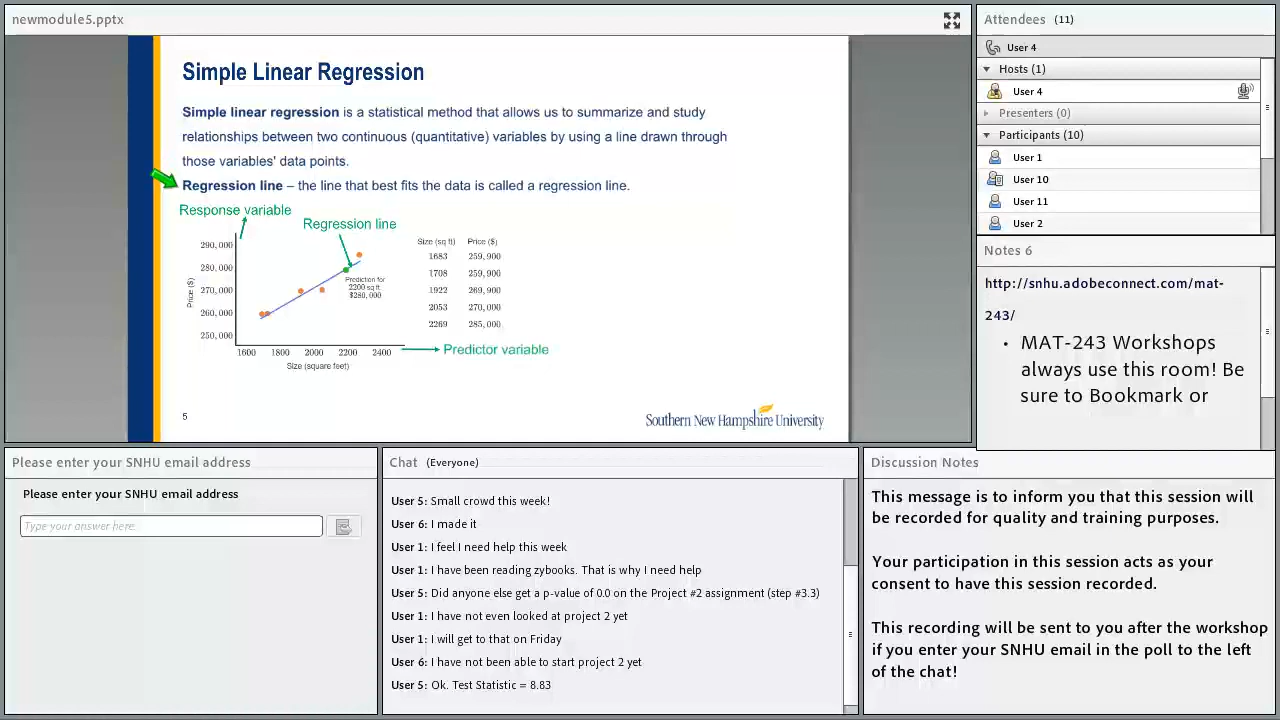 newmodule5.pptx
Simple Linear Regression
Simple linear regression is a statistical method that allows us to summarize and study
relationships between two continuous (quantitative) variables by using a line drawn through
those variables' data points.
Regression line – the line that best fits the data is called a regression line.
Response variable
Regression line
290,000
280,000
270,000
260,000
250,000
Price ($)
Prediction for
2200 sq ft
$280,000
1600 1800 2000 2200 2400
Size (square feet)
Predictor variable
Size (sq ft) Price ($)
1683 259,900
1708 259,900
1922 269,900
2053 270,000
2269 285,000
5
Southern New Hampshire University
Attendees (11)
User 4
Hosts (1)
User 4
Presenters (0)
Participants (10)
User 1
User 10
User 11
User 2
Notes 6
http://snhu.adobeconnect.com/mat-
243/
• MAT-243 Workshops
always use this room! Be
sure to Bookmark or
Please enter your SNHU email address
Please enter your SNHU email address
Type your answer here.
Chat (Everyone)
User 5: Small crowd this week!
User 6: I made it
User 1: I feel I need help this week
User 1: I have been reading zybooks. That is why I need help
User 5: Did anyone else get a p-value of 0.0 on the Project #2 assignment (step #3.3)
User 1: I have not even looked at project 2 yet
User 1: I will get to that on Friday
User 6: I have not been able to start project 2 yet
User 5: Ok. Test Statistic = 8.83
Discussion Notes
This message is to inform you that this session will
be recorded for quality and training purposes.
Your participation in this session acts as your
consent to have this session recorded.
This recording will be sent to you after the workshop
if you enter your SNHU email in the poll to the left
of the chat!